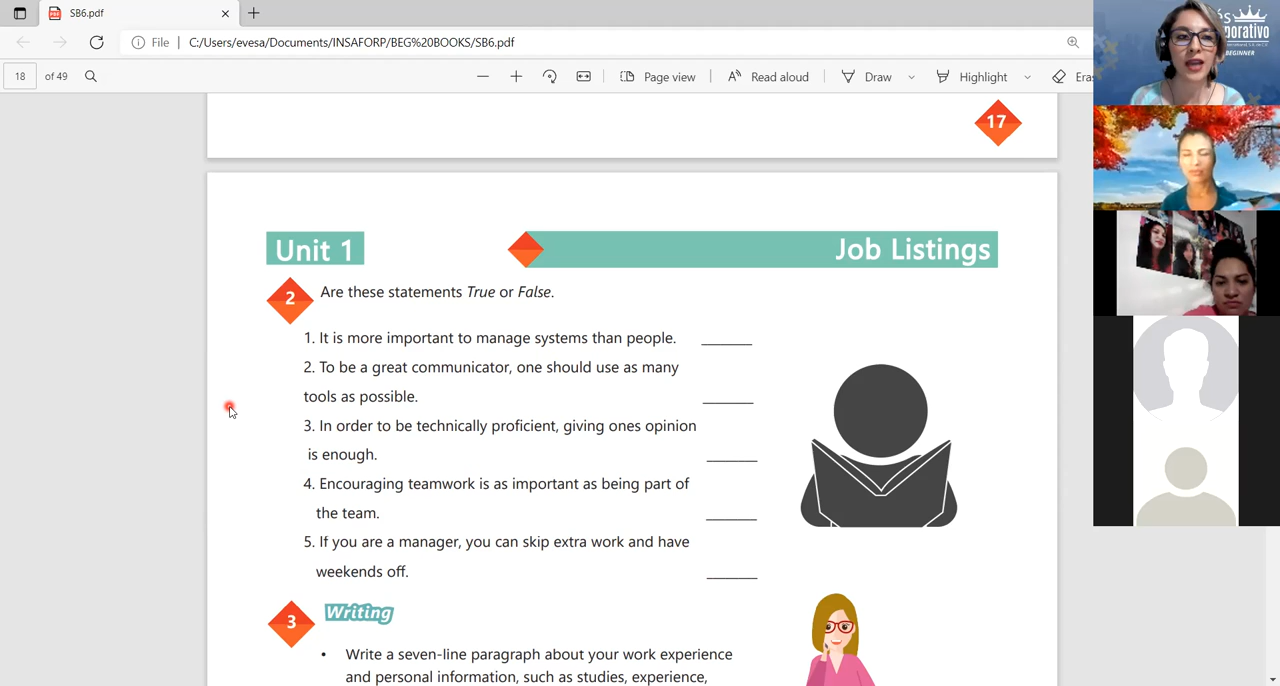 SB6.pdf
File C:/Users/evesa/Documents/INSAFORP/BEG%20BOOKS/SB6.pdf
18 of 49 Page view Read aloud Draw Highlight
17
Unit 1 Job Listings
2 Are these statements True or False.
1. It is more important to manage systems than people. ______
2. To be a great communicator, one should use as many
tools as possible. ______
3. In order to be technically proficient, giving ones opinion
is enough. ______
4. Encouraging teamwork is as important as being part of
the team. ______
5. If you are a manager, you can skip extra work and have
weekends off. ______
3 Writing
• Write a seven-line paragraph about your work experience
and personal information, such as studies, experience,
BEGINNER